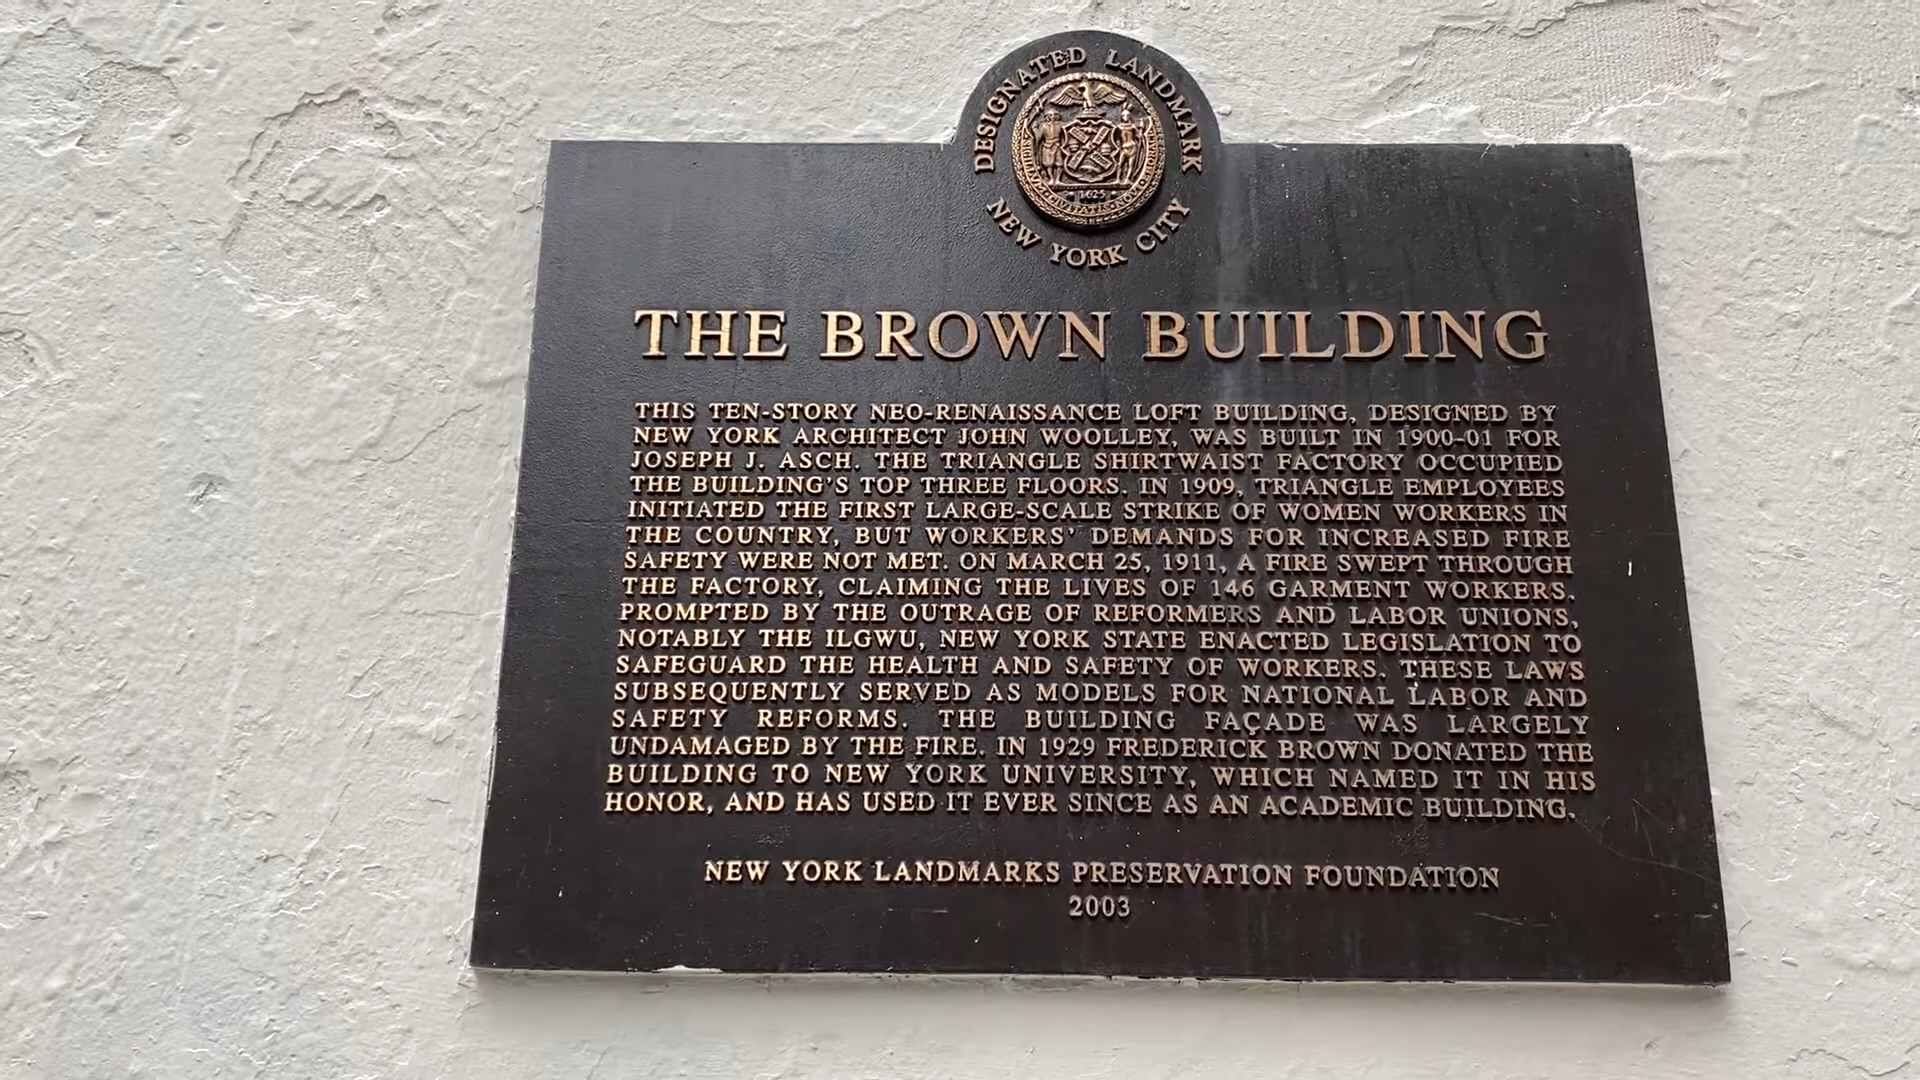 DESIGNATED LANDMARK
NEW YORK CITY
SIGILLUM CIVITATIS NOVI EBORACI
1625
THE BROWN BUILDING
THIS TEN-STORY NEO-RENAISSANCE LOFT BUILDING, DESIGNED BY
NEW YORK ARCHITECT JOHN WOOLLEY, WAS BUILT IN 1900-01 FOR
JOSEPH J. ASCH. THE TRIANGLE SHIRTWAIST FACTORY OCCUPIED
THE BUILDING'S TOP THREE FLOORS. IN 1909, TRIANGLE EMPLOYEES
INITIATED THE FIRST LARGE-SCALE STRIKE OF WOMEN WORKERS IN
THE COUNTRY, BUT WORKERS' DEMANDS FOR INCREASED FIRE
SAFETY WERE NOT MET. ON MARCH 25, 1911, A FIRE SWEPT THROUGH
THE FACTORY, CLAIMING THE LIVES OF 146 GARMENT WORKERS.
PROMPTED BY THE OUTRAGE OF REFORMERS AND LABOR UNIONS,
NOTABLY THE ILGWU, NEW YORK STATE ENACTED LEGISLATION TO
SAFEGUARD THE HEALTH AND SAFETY OF WORKERS. THESE LAWS
SUBSEQUENTLY SERVED AS MODELS FOR NATIONAL LABOR AND
SAFETY REFORMS. THE BUILDING FAÇADE WAS LARGELY
UNDAMAGED BY THE FIRE. IN 1929 FREDERICK BROWN DONATED THE
BUILDING TO NEW YORK UNIVERSITY, WHICH NAMED IT IN HIS
HONOR, AND HAS USED IT EVER SINCE AS AN ACADEMIC BUILDING.
NEW YORK LANDMARKS PRESERVATION FOUNDATION
2003